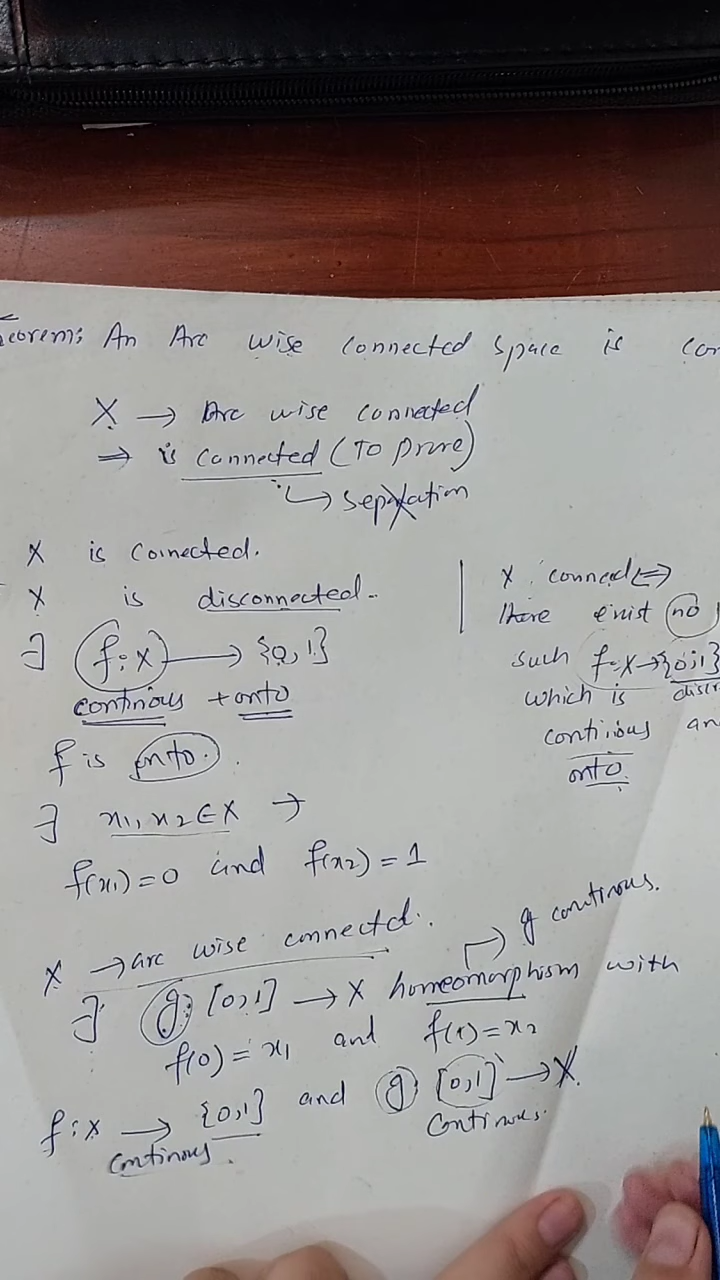 eorem: An Arc wise connected space is con
X → Arc wise connected
⇒ is connected (To prove)
↳ separation
X is connected.
X is disconnected.
∃ f: X → {0,1}
continous + onto
f is onto.
∃ x1, x2 ∈ X →
f(x1) = 0 and f(x2) = 1
X connected ⇔
there exist no
such f: X → {0,1}
which is discr
continous an
onto.
X → arc wise connected.
→ g continous.
∃ g: [0,1] → X homeomorphism with
f(0) = x1 and f(1) = x2
f: X → {0,1} and g [0,1] → X
continous. continous.